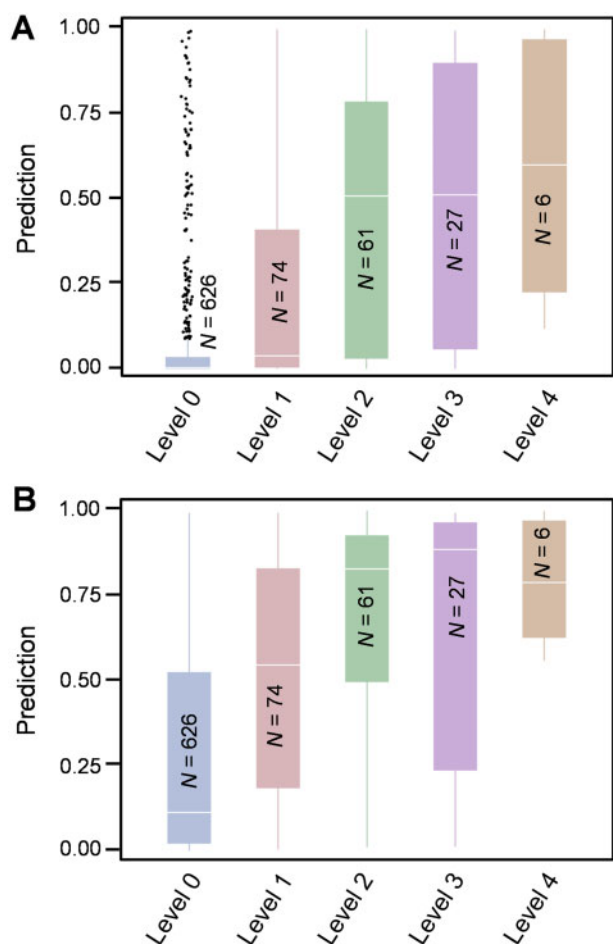 A
Prediction
1.00
0.75
0.50
0.25
0.00
N = 626
N = 74
N = 61
N = 27
N = 6
Level 0
Level 1
Level 2
Level 3
Level 4
B
Prediction
1.00
0.75
0.50
0.25
0.00
N = 626
N = 74
N = 61
N = 27
N = 6
Level 0
Level 1
Level 2
Level 3
Level 4